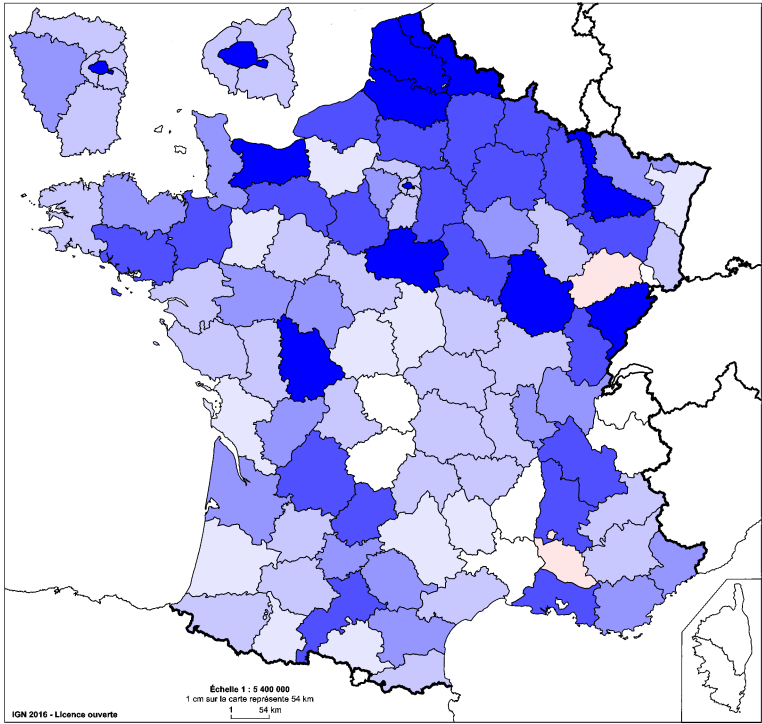 Échelle 1 : 5 400 000
1 cm sur la carte représente 54 km
1 54 km
IGN 2016 - Licence ouverte